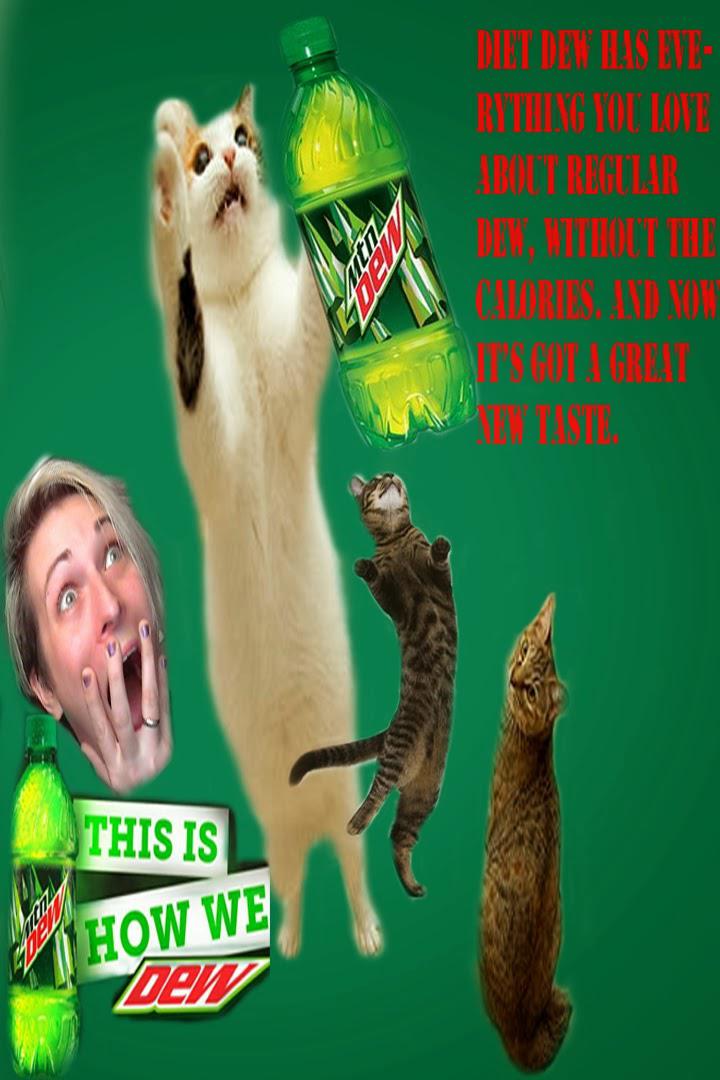 DIET DEW HAS EVE-
RYTHING YOU LOVE
ABOUT REGULAR
DEW, WITHOUT THE
CALORIES. AND NOW
IT'S GOT A GREAT
NEW TASTE.
Mtn
DEW
THIS IS
HOW WE
DEW
Mtn
DEW